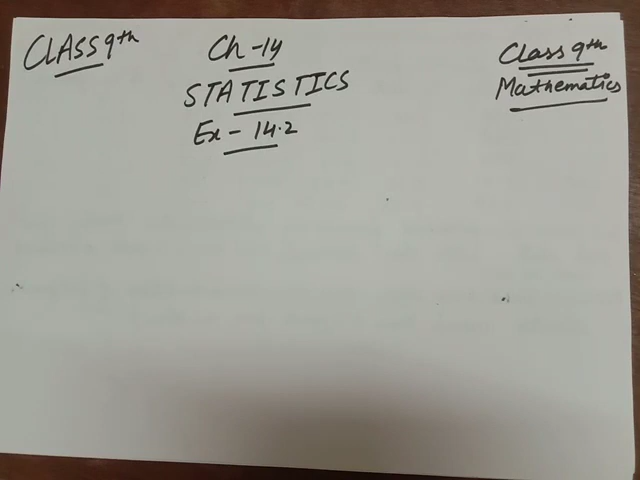 CLASS 9th
Ch-14
STATISTICS
Ex - 14.2
Class 9th
Mathematics